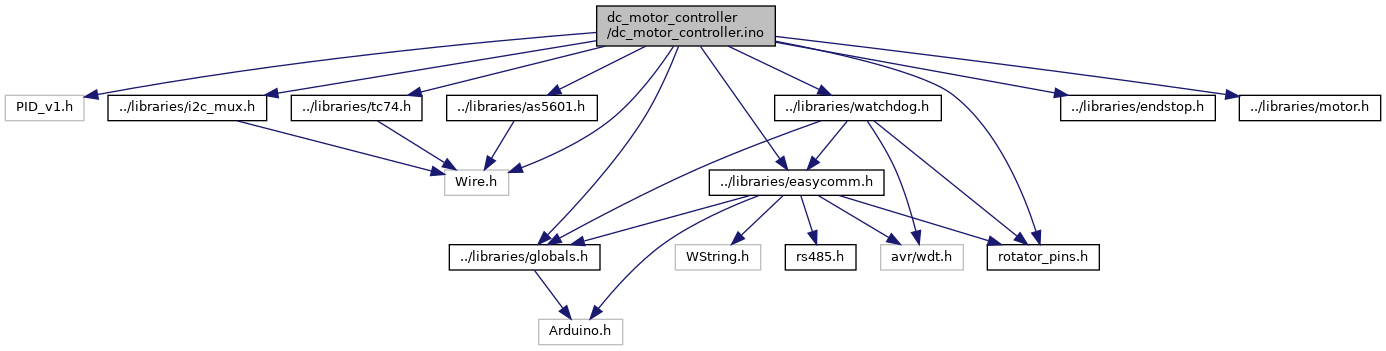 dc_motor_controller
/dc_motor_controller.ino
PID_v1.h
../libraries/i2c_mux.h
../libraries/tc74.h
../libraries/as5601.h
../libraries/watchdog.h
../libraries/endstop.h
../libraries/motor.h
Wire.h
../libraries/easycomm.h
../libraries/globals.h
WString.h
rs485.h
avr/wdt.h
rotator_pins.h
Arduino.h